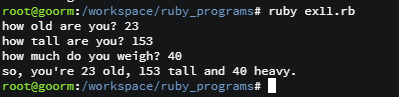 root@goorm:/workspace/ruby_programs# ruby ex11.rb
how old are you? 23
how tall are you? 153
how much do you weigh? 40
so, you're 23 old, 153 tall and 40 heavy.
root@goorm:/workspace/ruby_programs#